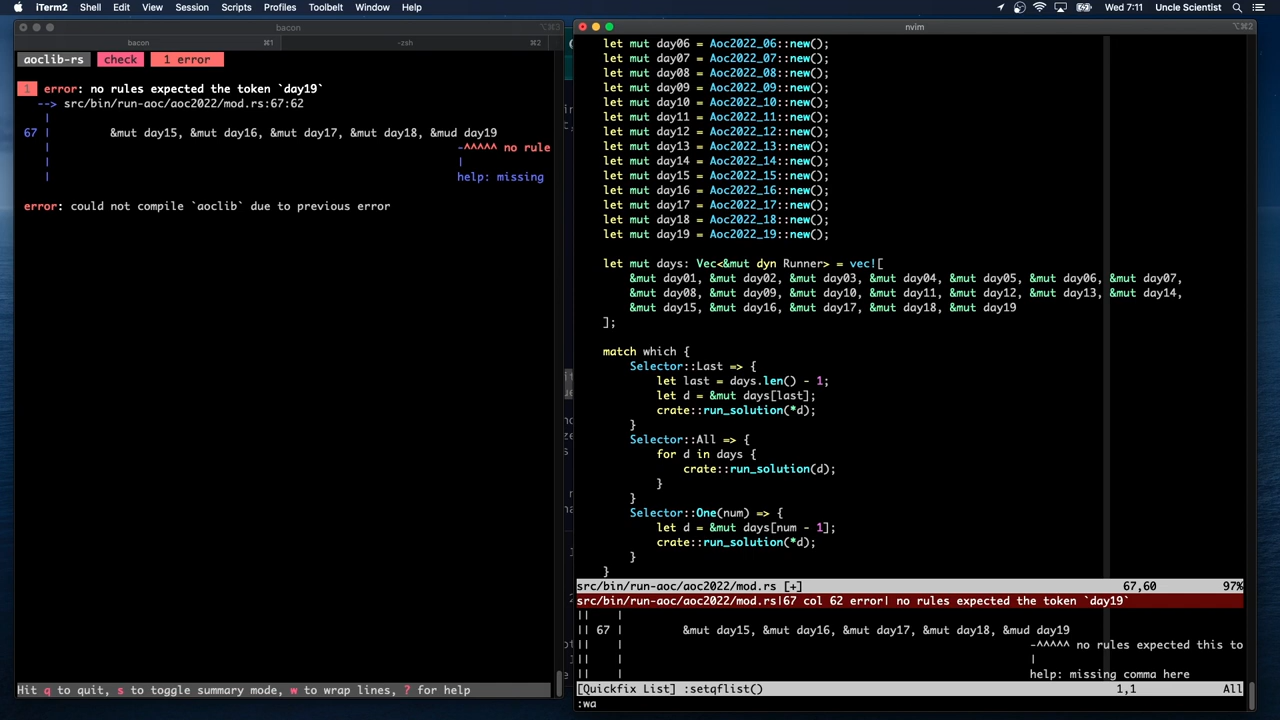 iTerm2 Shell Edit View Session Scripts Profiles Toolbelt Window Help Wed 7:11 Uncle Scientist
bacon ⌥⌘3
bacon ⌘1 -zsh ⌘2
aoclib-rs check 1 error
1 error: no rules expected the token `day19`
--> src/bin/run-aoc/aoc2022/mod.rs:67:62
|
67 | &mut day15, &mut day16, &mut day17, &mut day18, &mud day19
| -^^^^^ no rule
| |
| help: missing
error: could not compile `aoclib` due to previous error
Hit q to quit, s to toggle summary mode, w to wrap lines, ? for help
nvim ⌥⌘2
let mut day06 = Aoc2022_06::new();
let mut day07 = Aoc2022_07::new();
let mut day08 = Aoc2022_08::new();
let mut day09 = Aoc2022_09::new();
let mut day10 = Aoc2022_10::new();
let mut day11 = Aoc2022_11::new();
let mut day12 = Aoc2022_12::new();
let mut day13 = Aoc2022_13::new();
let mut day14 = Aoc2022_14::new();
let mut day15 = Aoc2022_15::new();
let mut day16 = Aoc2022_16::new();
let mut day17 = Aoc2022_17::new();
let mut day18 = Aoc2022_18::new();
let mut day19 = Aoc2022_19::new();
let mut days: Vec<&mut dyn Runner> = vec![
&mut day01, &mut day02, &mut day03, &mut day04, &mut day05, &mut day06, &mut day07,
&mut day08, &mut day09, &mut day10, &mut day11, &mut day12, &mut day13, &mut day14,
&mut day15, &mut day16, &mut day17, &mut day18, &mut day19
];
match which {
Selector::Last => {
let last = days.len() - 1;
let d = &mut days[last];
crate::run_solution(*d);
}
Selector::All => {
for d in days {
crate::run_solution(d);
}
}
Selector::One(num) => {
let d = &mut days[num - 1];
crate::run_solution(*d);
}
}
src/bin/run-aoc/aoc2022/mod.rs [+] 67,60 97%
src/bin/run-aoc/aoc2022/mod.rs|67 col 62 error| no rules expected the token `day19`
|| |
|| 67 | &mut day15, &mut day16, &mut day17, &mut day18, &mud day19
|| | -^^^^^ no rules expected this to
|| | |
|| | help: missing comma here
[Quickfix List] :setqflist() 1,1 All
:wa